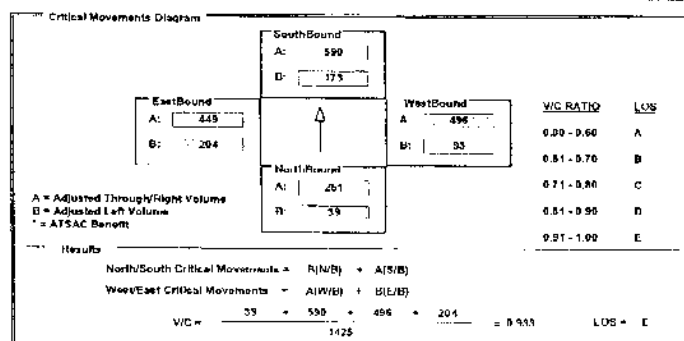 Critical Movements Diagram
SouthBound
A: 590
B: 173
EastBound
A: 449
B: 204
WestBound
A 496
B: 93
NorthBound
A: 261
B: 39
V/C RATIO LOS
0.00 - 0.60 A
0.61 - 0.70 B
0.71 - 0.80 C
0.81 - 0.90 D
0.91 - 1.00 E
A = Adjusted Through/Right Volume
B = Adjusted Left Volume
* = ATSAC Benefit
Results
North/South Critical Movements = B(N/B) + A(S/B)
West/East Critical Movements = A(W/B) + B(E/B)
V/C = 39 + 590 + 496 + 204 = 0.933 LOS = E
1425